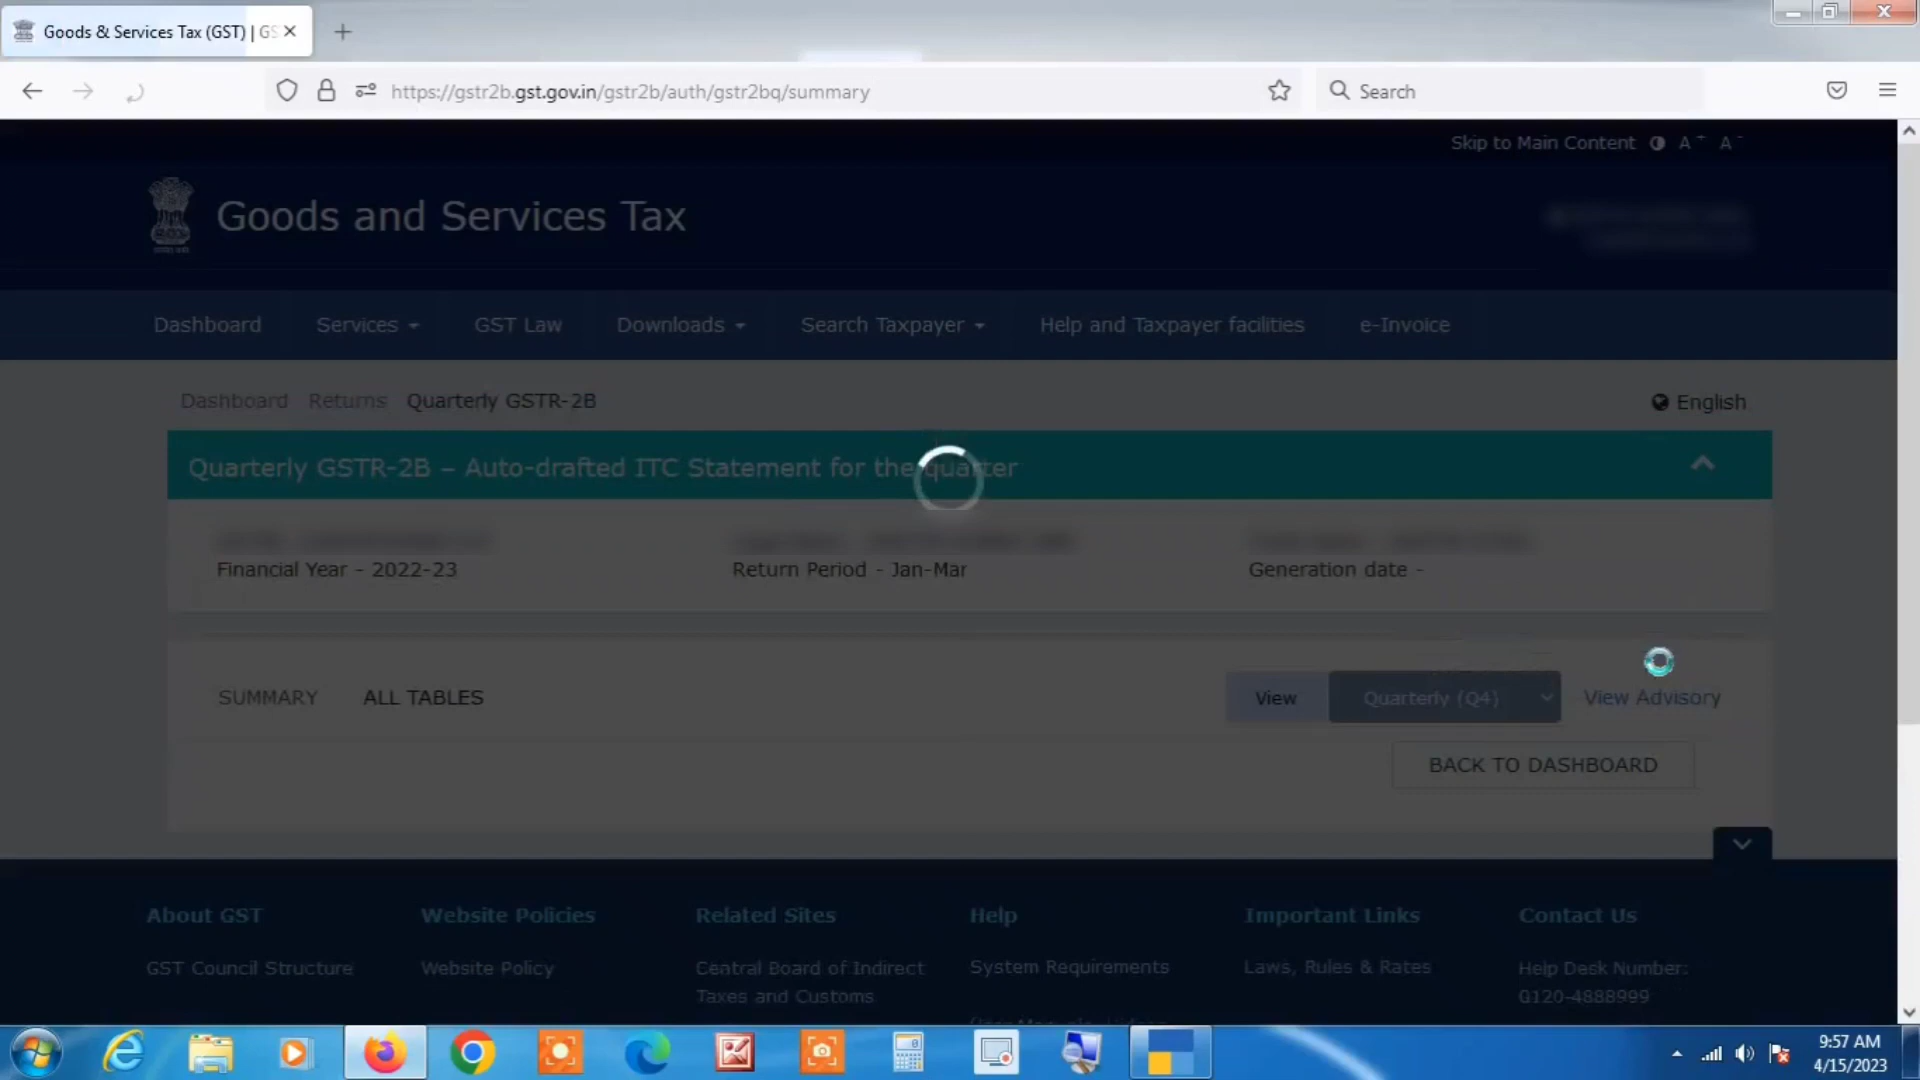 Goods & Services Tax (GST) | GS
https://gstr2b.gst.gov.in/gstr2b/auth/gstr2bq/summary
Search
Skip to Main Content A+ A-
Goods and Services Tax
Dashboard Services GST Law Downloads Search Taxpayer Help and Taxpayer facilities e-Invoice
Dashboard Returns Quarterly GSTR-2B English
Quarterly GSTR-2B – Auto-drafted ITC Statement for the quarter
Financial Year - 2022-23 Return Period - Jan-Mar Generation date -
SUMMARY ALL TABLES View Quarterly (Q4) View Advisory
BACK TO DASHBOARD
About GST Website Policies Related Sites Help Important Links Contact Us
GST Council Structure Website Policy Central Board of Indirect System Requirements Laws, Rules & Rates Help Desk Number:
Taxes and Customs 0120-4888999
9:57 AM
4/15/2023